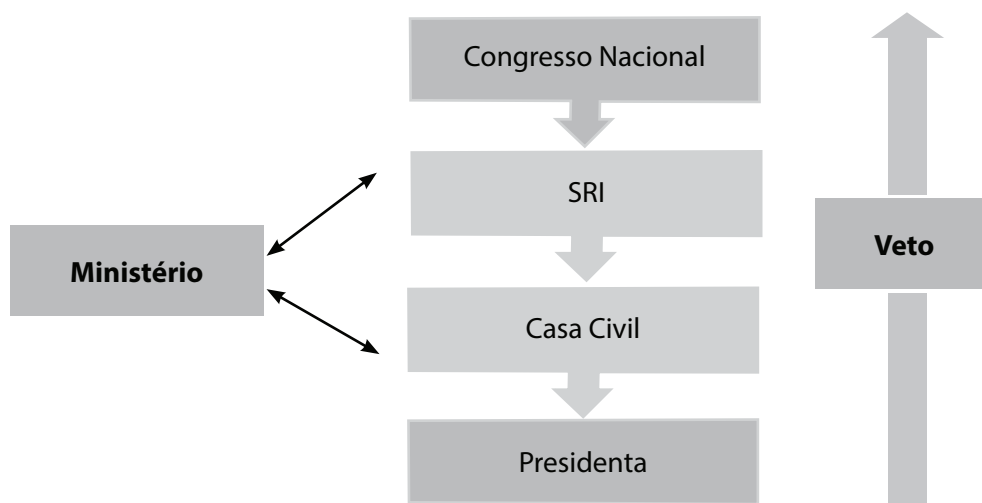 Congresso Nacional
SRI
Ministério
Veto
Casa Civil
Presidenta